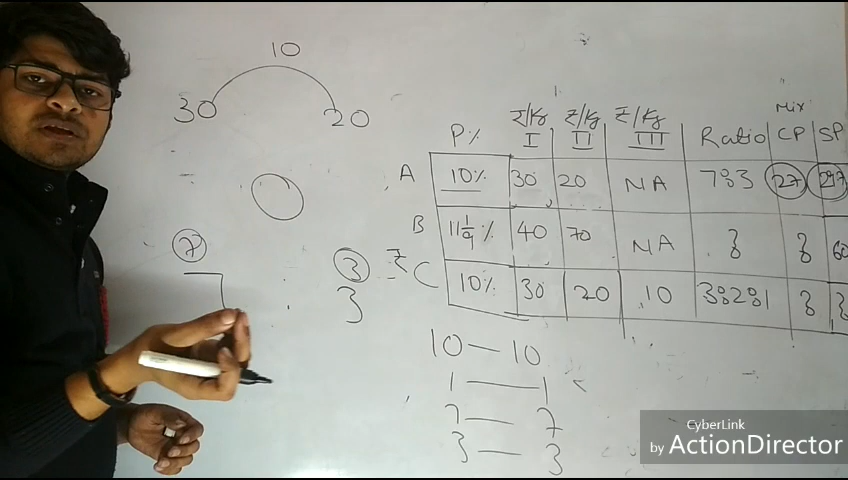 10
30 20
7 3
3
Mix
₹/Kg ₹/Kg ₹/Kg
P% I II III Ratio CP SP
A 10% 30 20 NA 7:3 27 297
B 11 1/9 % 40 70 NA ? ? 60
₹ C 10% 30 20 10 3:2:1 ? ?
10 — 10
1 — 1
7 — 7
3 — 3
CyberLink
by ActionDirector